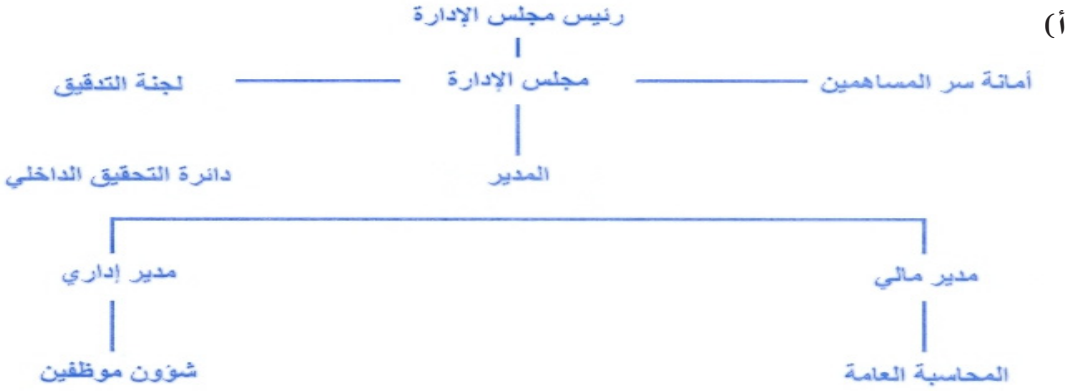 أ)
رئيس مجلس الإدارة
أمانة سر المساهمين مجلس الإدارة لجنة التدقيق
المدير دائرة التحقيق الداخلي
مدير مالي مدير إداري
المحاسبة العامة شؤون موظفين